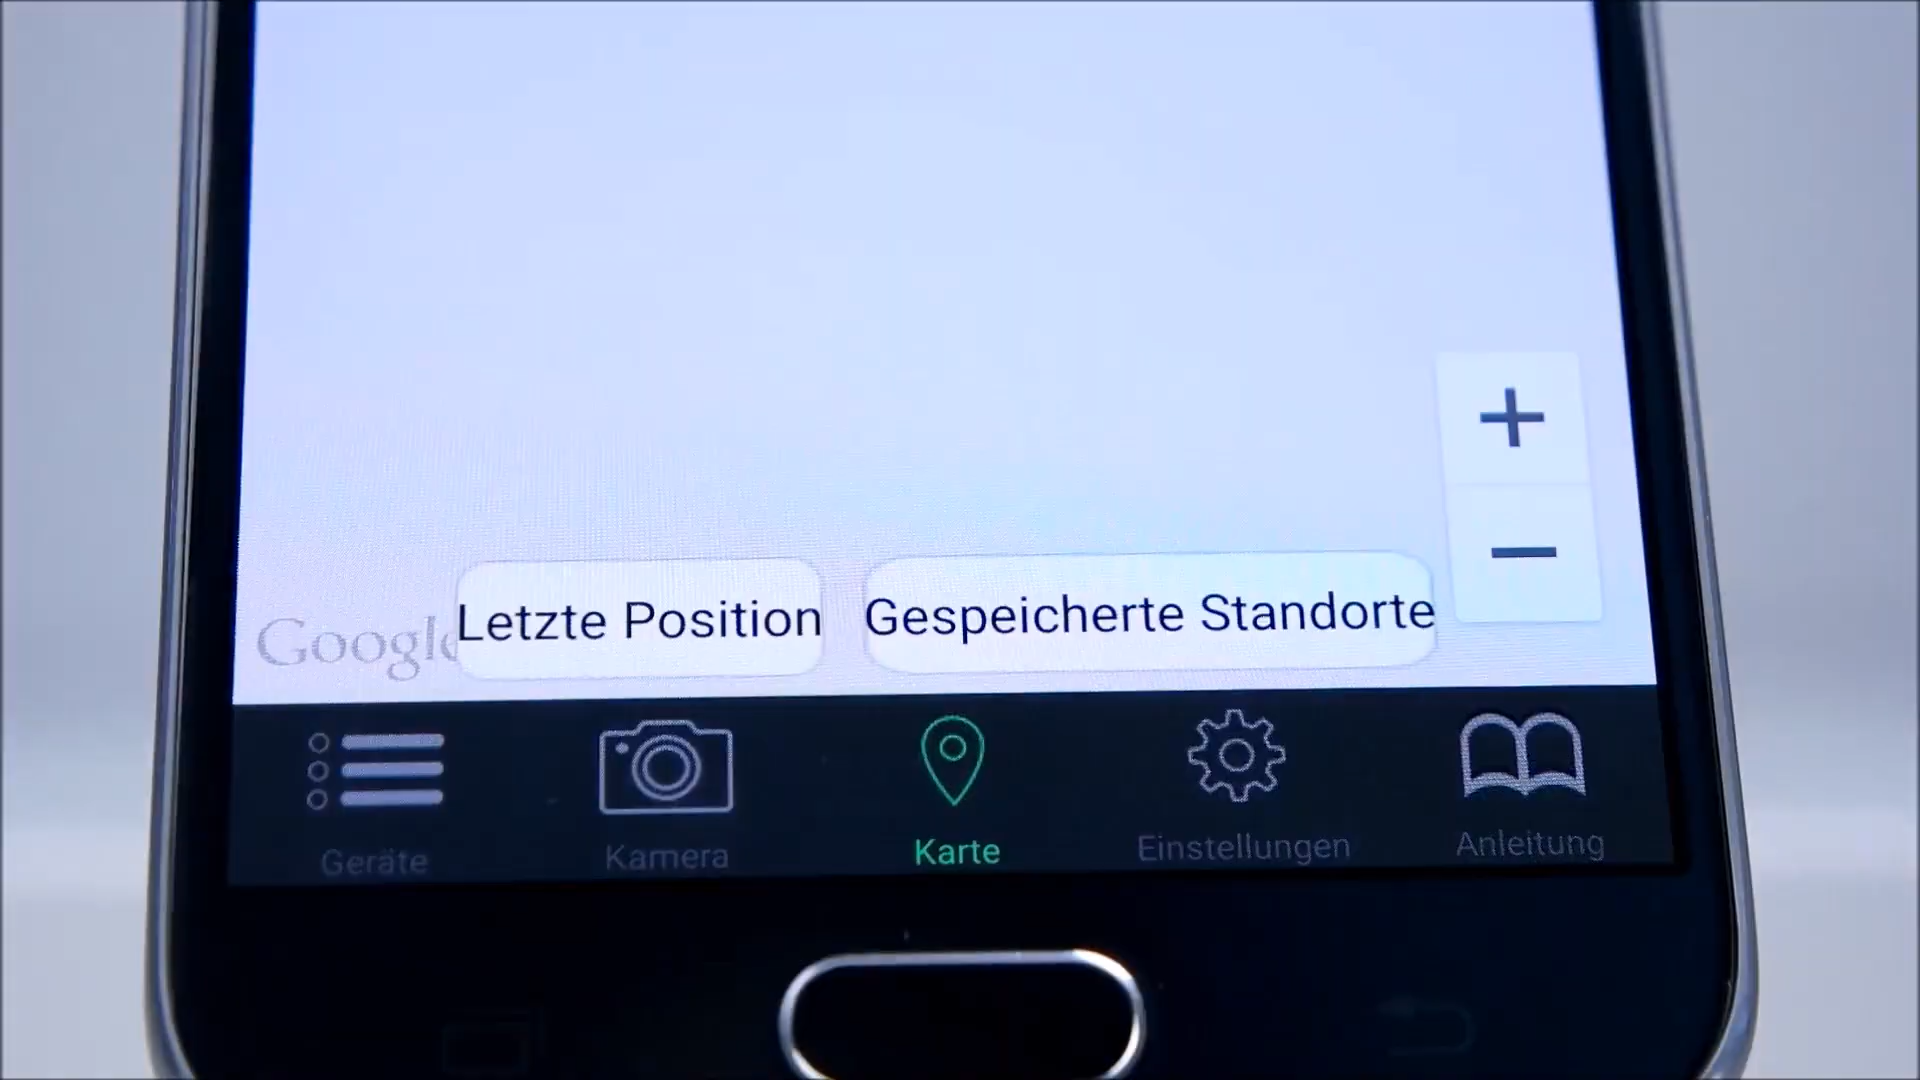 Google
Letzte Position
Gespeicherte Standorte
Geräte
Kamera
Karte
Einstellungen
Anleitung